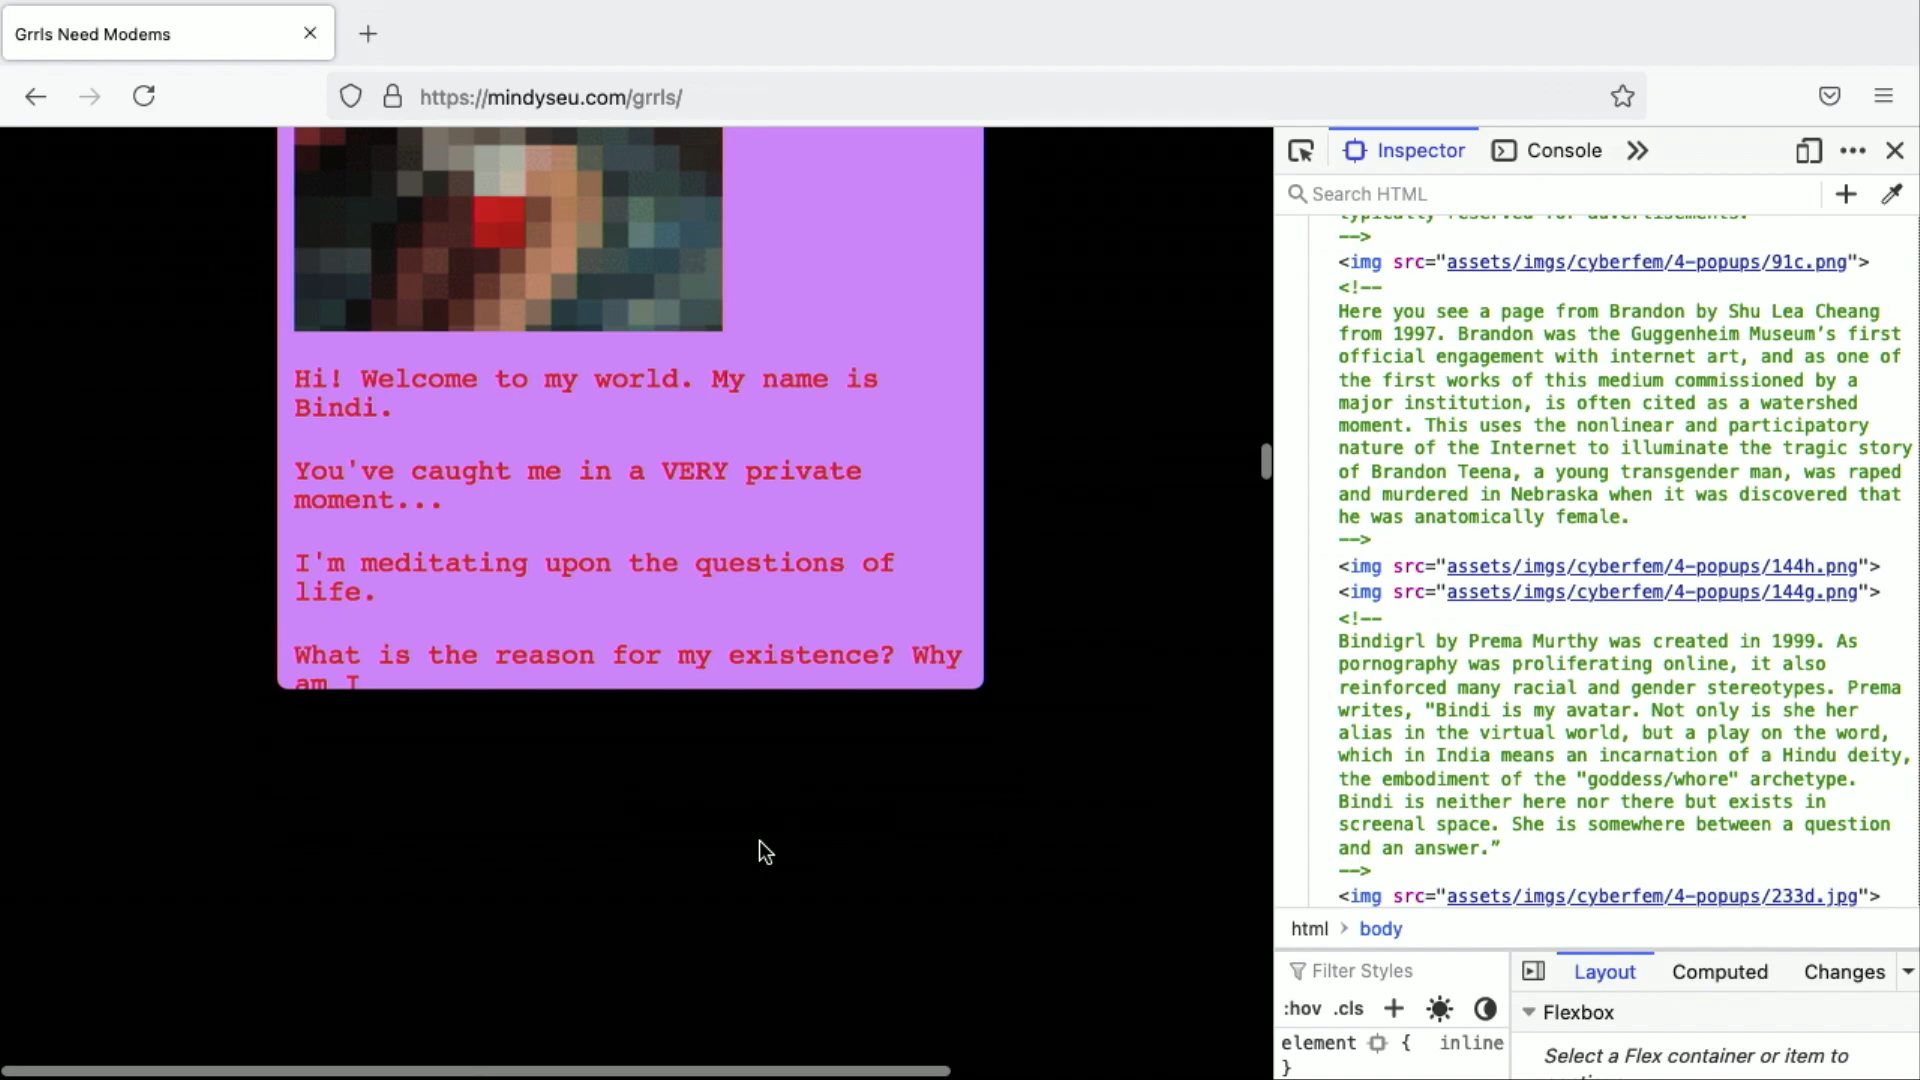 Grrls Need Modems
https://mindyseu.com/grrls/
Hi! Welcome to my world. My name is
Bindi.
You've caught me in a VERY private
moment...
I'm meditating upon the questions of
life.
What is the reason for my existence? Why
am I
Inspector
Console
Search HTML
typically reserved for advertisements.
-->
<img src="assets/imgs/cyberfem/4-popups/91c.png">
<!--
Here you see a page from Brandon by Shu Lea Cheang
from 1997. Brandon was the Guggenheim Museum’s first
official engagement with internet art, and as one of
the first works of this medium commissioned by a
major institution, is often cited as a watershed
moment. This uses the nonlinear and participatory
nature of the Internet to illuminate the tragic story
of Brandon Teena, a young transgender man, was raped
and murdered in Nebraska when it was discovered that
he was anatomically female.
-->
<img src="assets/imgs/cyberfem/4-popups/144h.png">
<img src="assets/imgs/cyberfem/4-popups/144g.png">
<!--
Bindigrl by Prema Murthy was created in 1999. As
pornography was proliferating online, it also
reinforced many racial and gender stereotypes. Prema
writes, "Bindi is my avatar. Not only is she her
alias in the virtual world, but a play on the word,
which in India means an incarnation of a Hindu deity,
the embodiment of the "goddess/whore" archetype.
Bindi is neither here nor there but exists in
screenal space. She is somewhere between a question
and an answer.”
-->
<img src="assets/imgs/cyberfem/4-popups/233d.jpg">
html > body
Filter Styles
Layout
Computed
Changes
:hov .cls +
Flexbox
element { inline
}
Select a Flex container or item to